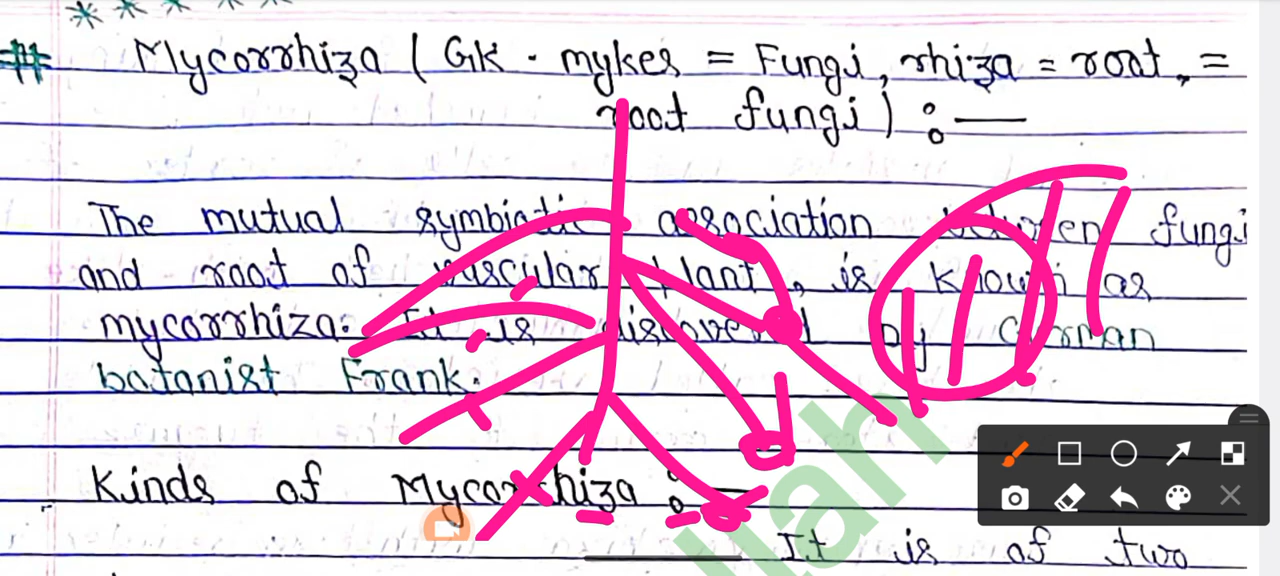 # Mycorrhiza (GK - mykes = Fungi, rhiza = root, =
root fungi) :—
The mutual symbiotic association between fungi
and root of vascular plant, is known as
mycorrhiza. It is discovered by German
batanist Frank.
Kinds of Mycorrhiza :—
It is of two